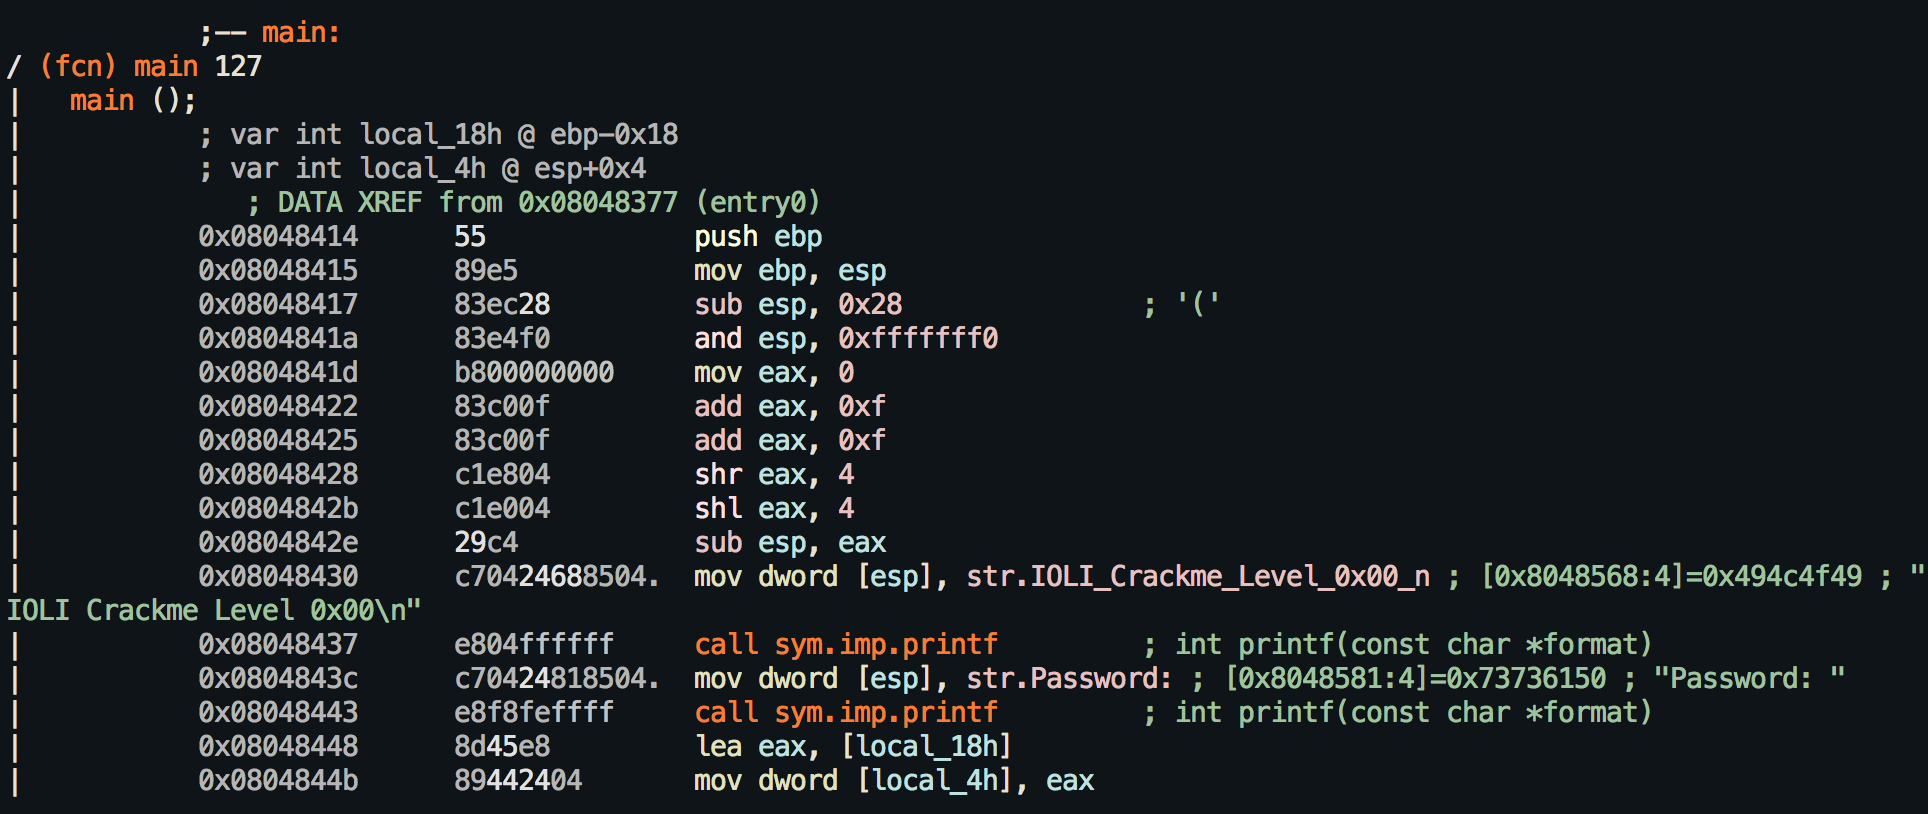 ;-- main:
/ (fcn) main 127
|   main ();
|           ; var int local_18h @ ebp-0x18
|           ; var int local_4h @ esp+0x4
|              ; DATA XREF from 0x08048377 (entry0)
|           0x08048414      55             push ebp
|           0x08048415      89e5           mov ebp, esp
|           0x08048417      83ec28         sub esp, 0x28               ; '('
|           0x0804841a      83e4f0         and esp, 0xfffffff0
|           0x0804841d      b800000000     mov eax, 0
|           0x08048422      83c00f         add eax, 0xf
|           0x08048425      83c00f         add eax, 0xf
|           0x08048428      c1e804         shr eax, 4
|           0x0804842b      c1e004         shl eax, 4
|           0x0804842e      29c4           sub esp, eax
|           0x08048430      c70424688504.  mov dword [esp], str.IOLI_Crackme_Level_0x00_n ; [0x8048568:4]=0x494c4f49 ; "
IOLI Crackme Level 0x00\n"
|           0x08048437      e804ffffff     call sym.imp.printf         ; int printf(const char *format)
|           0x0804843c      c70424818504.  mov dword [esp], str.Password: ; [0x8048581:4]=0x73736150 ; "Password: "
|           0x08048443      e8f8feffff     call sym.imp.printf         ; int printf(const char *format)
|           0x08048448      8d45e8         lea eax, [local_18h]
|           0x0804844b      89442404       mov dword [local_4h], eax